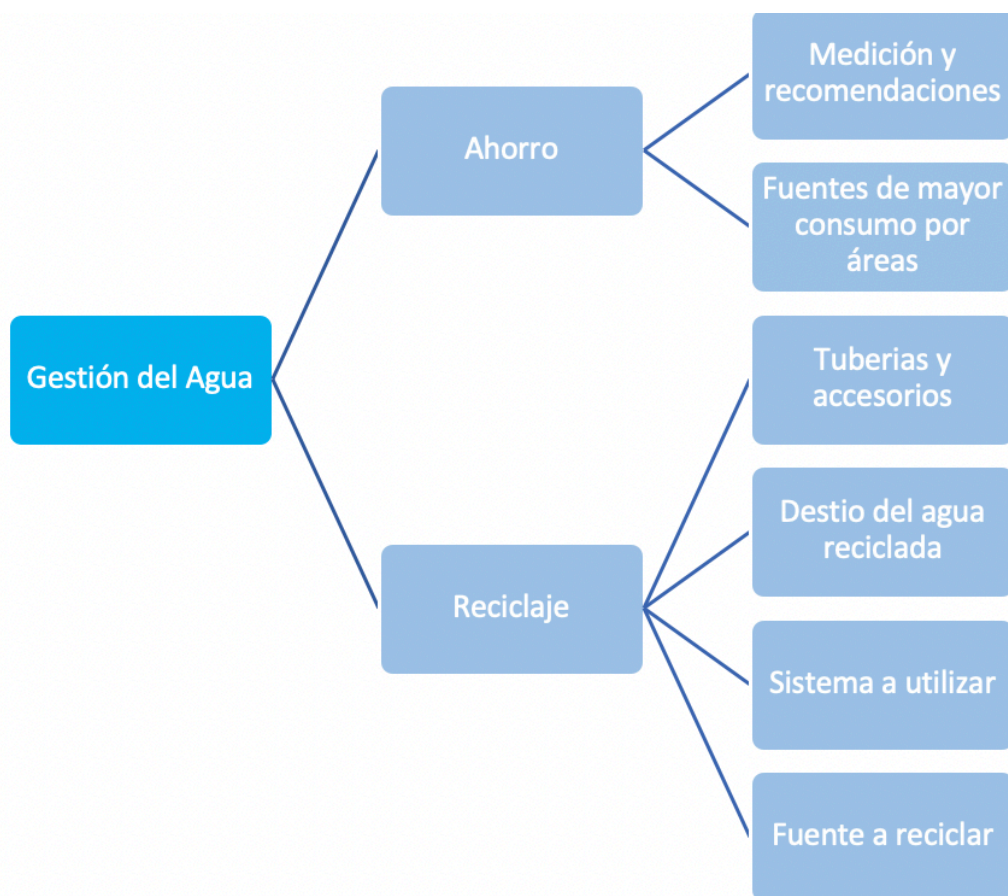 Gestión del Agua
Ahorro
Medición y
recomendaciones
Fuentes de mayor
consumo por
áreas
Reciclaje
Tuberias y
accesorios
Destio del agua
reciclada
Sistema a utilizar
Fuente a reciclar